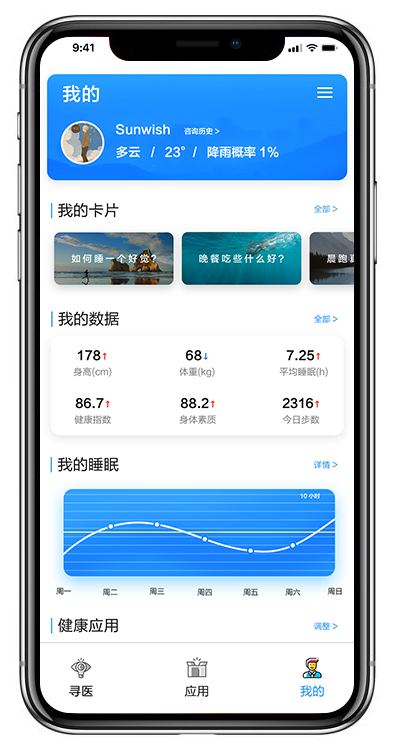 9:41
我的
Sunwish 咨询历史 >
多云 / 23° / 降雨概率 1%
我的卡片 全部 >
如何睡一个好觉? 晚餐吃些什么好? 晨跑
我的数据 全部 >
178↑ 68↓ 7.25↑
身高(cm) 体重(kg) 平均睡眠(h)
86.7↑ 88.2↑ 2316↑
健康指数 身体素质 今日步数
我的睡眠 详情 >
10 小时
周一 周二 周三 周四 周五 周六 周日
健康应用 调整 >
寻医 应用 我的